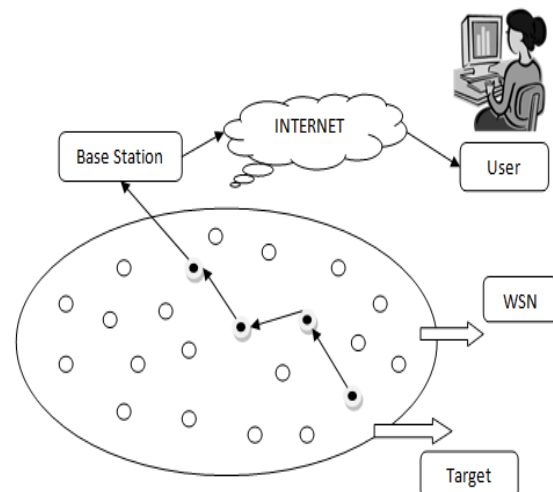 INTERNET
Base Station
User
WSN
Target